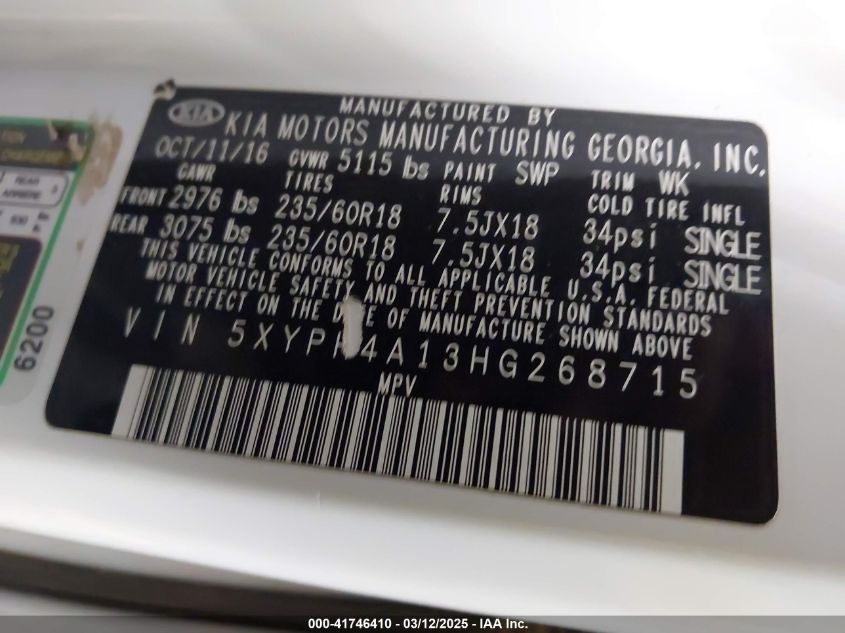 MANUFACTURED BY
KIA KIA MOTORS MANUFACTURING GEORGIA, INC.
OCT/11/16 GVWR 5115 lbs PAINT SWP TRIM WK
GAWR TIRES RIMS COLD TIRE INFL
FRONT 2976 lbs 235/60R18 7.5JX18 34psi SINGLE
REAR 3075 lbs 235/60R18 7.5JX18 34psi SINGLE
THIS VEHICLE CONFORMS TO ALL APPLICABLE U.S.A. FEDERAL
MOTOR VEHICLE SAFETY AND THEFT PREVENTION STANDARDS
IN EFFECT ON THE OF MANUFACTURE SHOWN ABOVE
VIN 5XYPH4A13HG268715
MPV
REAR
6200
000-41746410 - 03/12/2025 - IAA Inc.